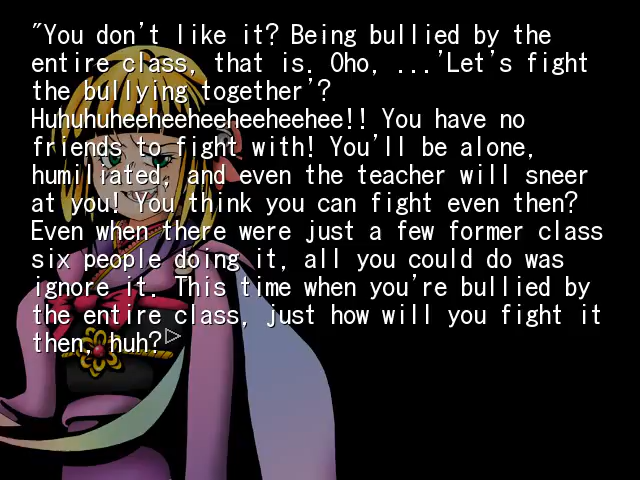 "You don't like it? Being bullied by the
entire class, that is. Oho, ...'Let's fight
the bullying together'?
Huhuhuheeheeheeheeheehee!! You have no
friends to fight with! You'll be alone,
humiliated, and even the teacher will sneer
at you! You think you can fight even then?
Even when there were just a few former class
six people doing it, all you could do was
ignore it. This time when you're bullied by
the entire class, just how will you fight it
then, huh?